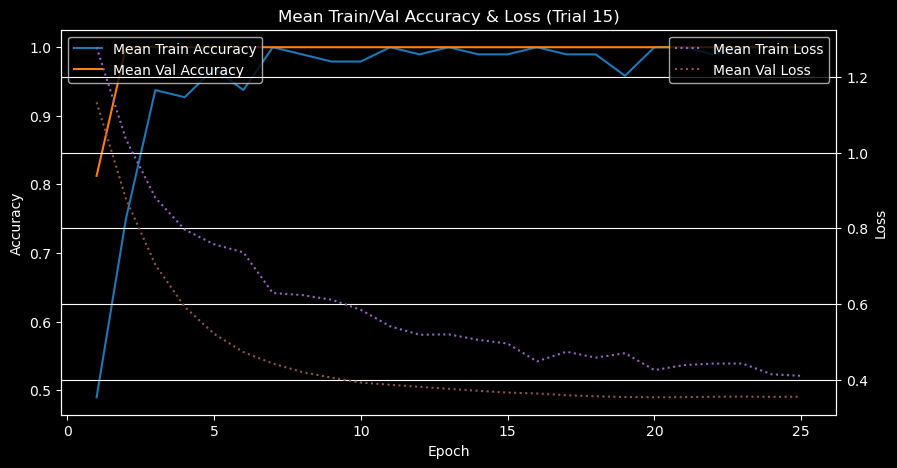 Mean Train/Val Accuracy & Loss (Trial 15)
Mean Train Accuracy
Mean Val Accuracy
Mean Train Loss
Mean Val Loss
1.0
0.9
0.8
0.7
0.6
0.5
Accuracy
1.2
1.0
0.8
0.6
0.4
Loss
0
5
10
15
20
25
Epoch